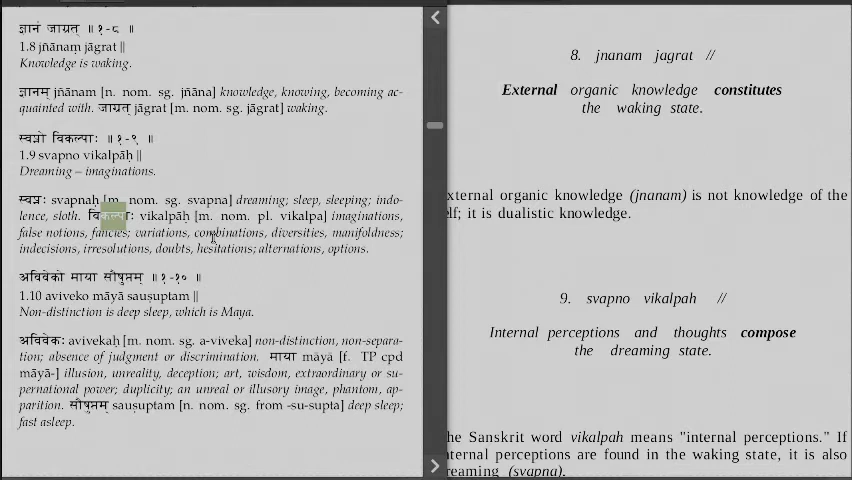 ज्ञानं जाग्रत् ॥ १-८ ॥
1.8 jñānaṃ jāgrat ||
Knowledge is waking.
ज्ञानम् jñānam [n. nom. sg. jñāna] knowledge, knowing, becoming ac-
quainted with. जाग्रत् jāgrat [m. nom. sg. jāgrat] waking.
स्वप्नो विकल्पाः ॥ १-९ ॥
1.9 svapno vikalpāḥ ||
Dreaming – imaginations.
स्वप्नः svapnaḥ [m. nom. sg. svapna] dreaming; sleep, sleeping; indo-
lence, sloth. विकल्पाः vikalpāḥ [m. nom. pl. vikalpa] imaginations,
false notions, fancies; variations, combinations, diversities, manifoldness;
indecisions, irresolutions, doubts, hesitations; alternations, options.
अविवेको माया सौषुप्तम् ॥ १-१० ॥
1.10 aviveko māyā sauṣuptam ||
Non-distinction is deep sleep, which is Maya.
अविवेकः avivekaḥ [m. nom. sg. a-viveka] non-distinction, non-separa-
tion; absence of judgment or discrimination. माया māyā [f. TP cpd
māyā-] illusion, unreality, deception; art, wisdom, extraordinary or su-
pernational power; duplicity; an unreal or illusory image, phantom, ap-
parition. सौषुप्तम् sauṣuptam [n. nom. sg. from -su-supta] deep sleep;
fast asleep.
8. jnanam jagrat //
External organic knowledge constitutes
the waking state.
xternal organic knowledge (jnanam) is not knowledge of the
elf; it is dualistic knowledge.
9. svapno vikalpah //
Internal perceptions and thoughts compose
the dreaming state.
he Sanskrit word vikalpah means "internal perceptions." If
nternal perceptions are found in the waking state, it is also
reaming (svapna).